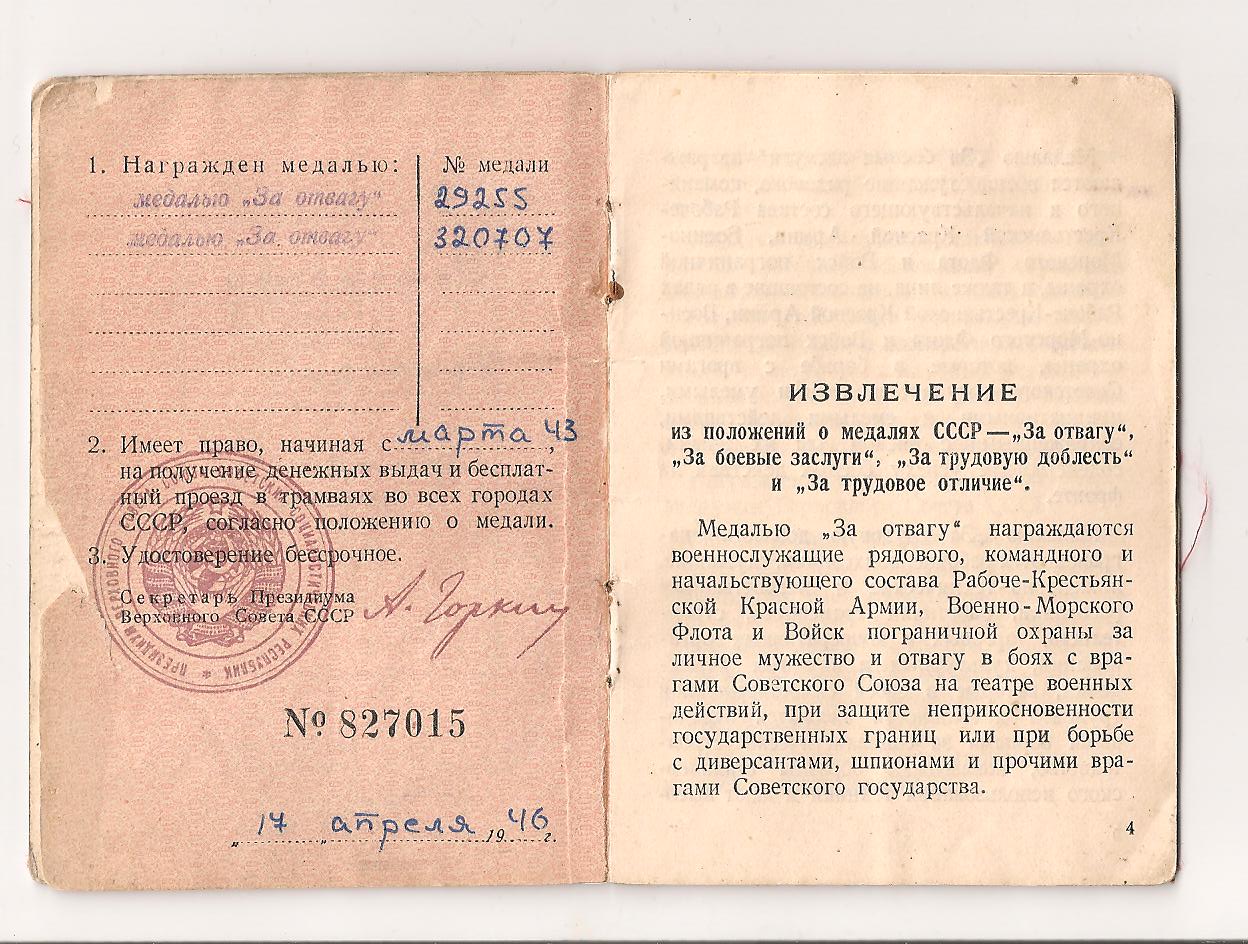 1. Награжден медалью:
№ медали
медалью „За отвагу“
29255
медалью „За отвагу“
320707
2. Имеет право, начиная с марта 43,
на получение денежных выдач и бесплат-
ный проезд в трамваях во всех городах
СССР, согласно положению о медали.
3. Удостоверение бессрочное.
Секретарь Президиума
Верховного Совета СССР
А. Горкин
№ 827015
„17„ апреля 1946 г.
ИЗВЛЕЧЕНИЕ
из положений о медалях СССР—„За отвагу“,
„За боевые заслуги“, „За трудовую доблесть“
и „За трудовое отличие“.
Медалью „За отвагу“ награждаются
военнослужащие рядового, командного и
начальствующего состава Рабоче-Крестьян-
ской Красной Армии, Военно-Морского
Флота и Войск пограничной охраны за
личное мужество и отвагу в боях с вра-
гами Советского Союза на театре военных
действий, при защите неприкосновенности
государственных границ или при борьбе
с диверсантами, шпионами и прочими вра-
гами Советского государства.
4